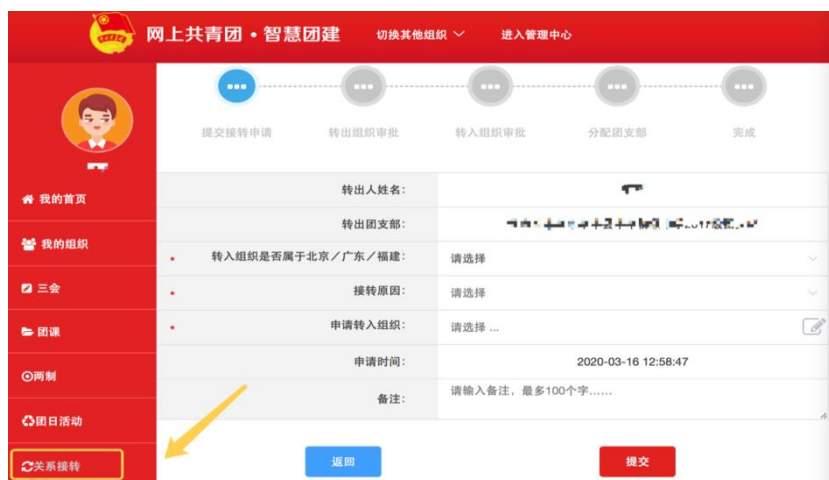 网上共青团·智慧团建 切换其他组织 进入管理中心
提交接转申请 转出组织审批 转入组织审批 分配团支部 完成
转出人姓名：
我的首页
转出团支部：
我的组织
* 转入组织是否属于北京／广东／福建： 请选择
三会
* 接转原因： 请选择
* 申请转入组织： 请选择 ...
团课
申请时间： 2020-03-16 12:58:47
两制
备注： 请输入备注，最多100个字……
团日活动
关系接转
返回 提交